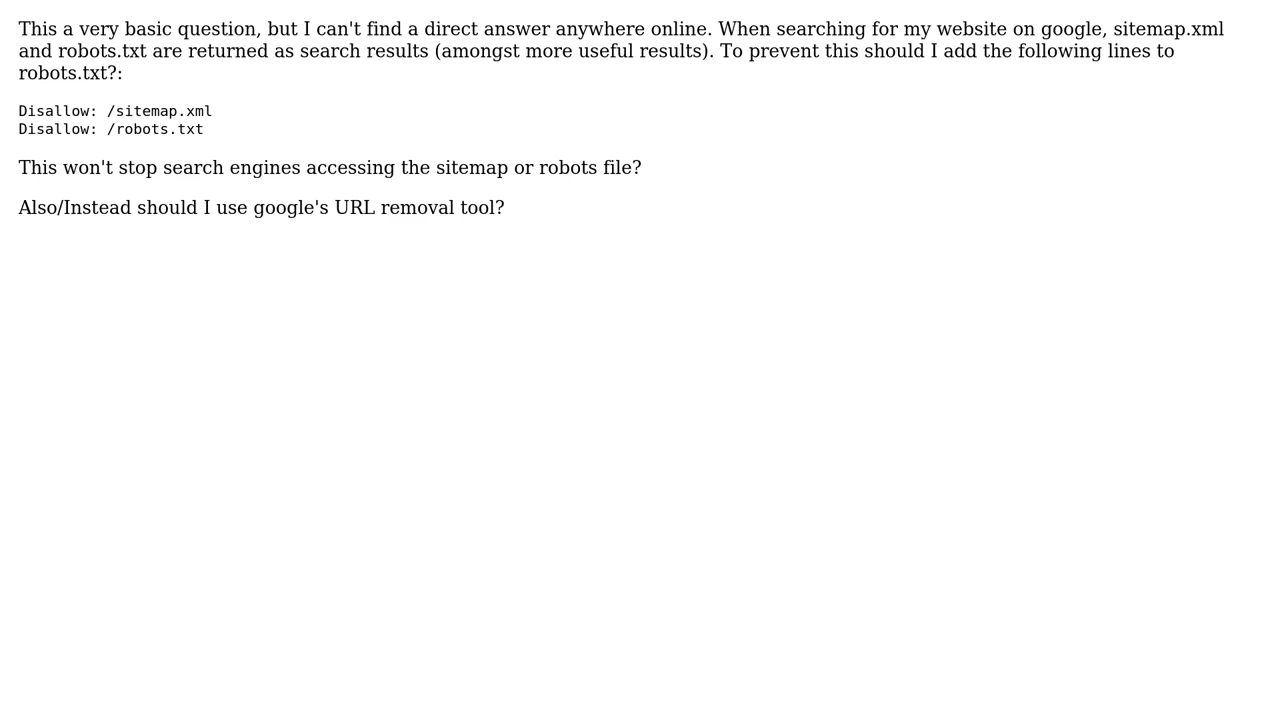 This a very basic question, but I can't find a direct answer anywhere online. When searching for my website on google, sitemap.xml
and robots.txt are returned as search results (amongst more useful results). To prevent this should I add the following lines to
robots.txt?:
Disallow: /sitemap.xml
Disallow: /robots.txt
This won't stop search engines accessing the sitemap or robots file?
Also/Instead should I use google's URL removal tool?